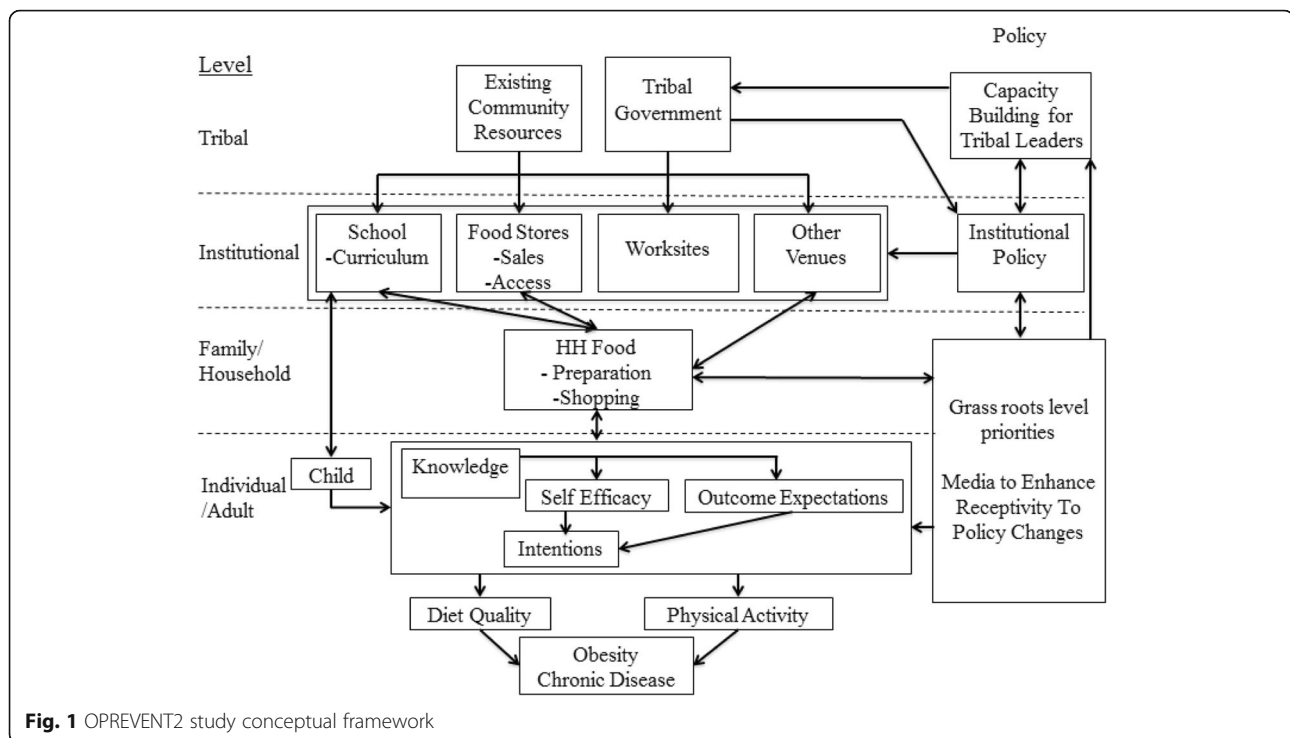 Policy
Level
Existing
Community
Resources
Tribal
Government
Capacity
Building for
Tribal Leaders
Tribal
Institutional
School
-Curriculum
Food Stores
-Sales
-Access
Worksites
Other
Venues
Institutional
Policy
Family/
Household
HH Food
- Preparation
-Shopping
Grass roots level
priorities
Media to Enhance
Receptivity To
Policy Changes
Individual
/Adult
Child
Knowledge
Self Efficacy
Outcome Expectations
Intentions
Diet Quality
Physical Activity
Obesity
Chronic Disease
Fig. 1 OPREVENT2 study conceptual framework